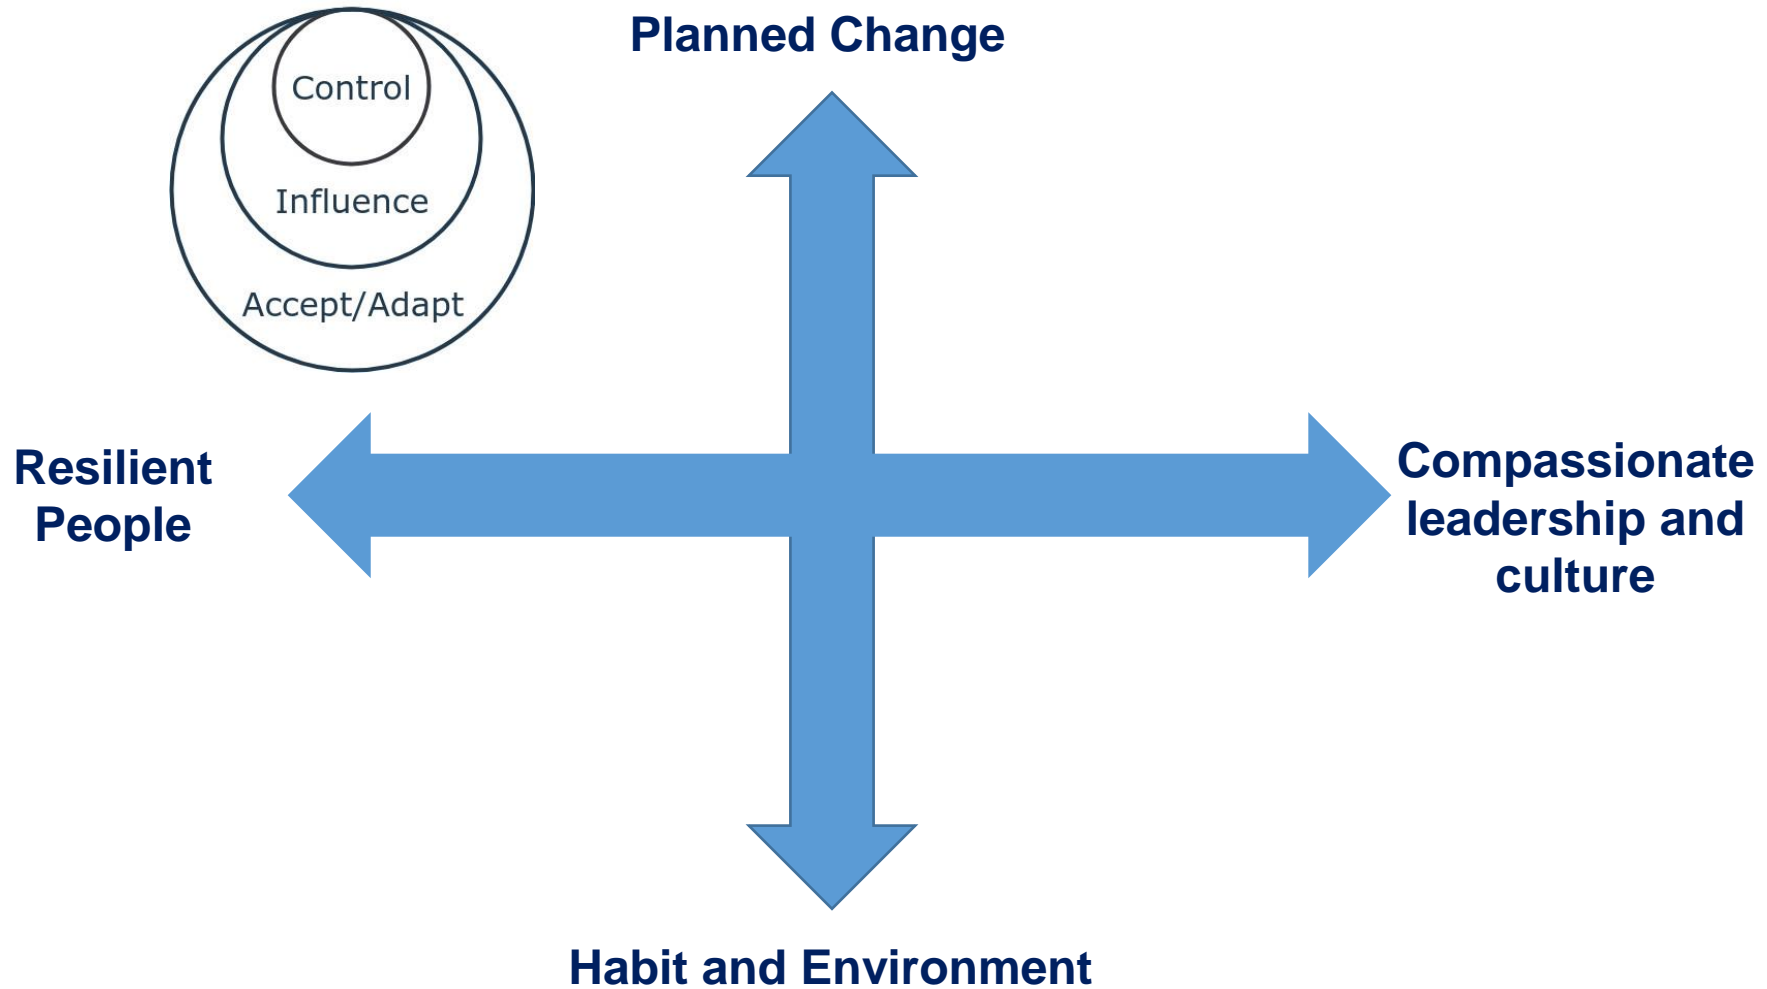 Planned Change
Control
Influence
Accept/Adapt
Resilient
People
Compassionate
leadership and
culture
Habit and Environment